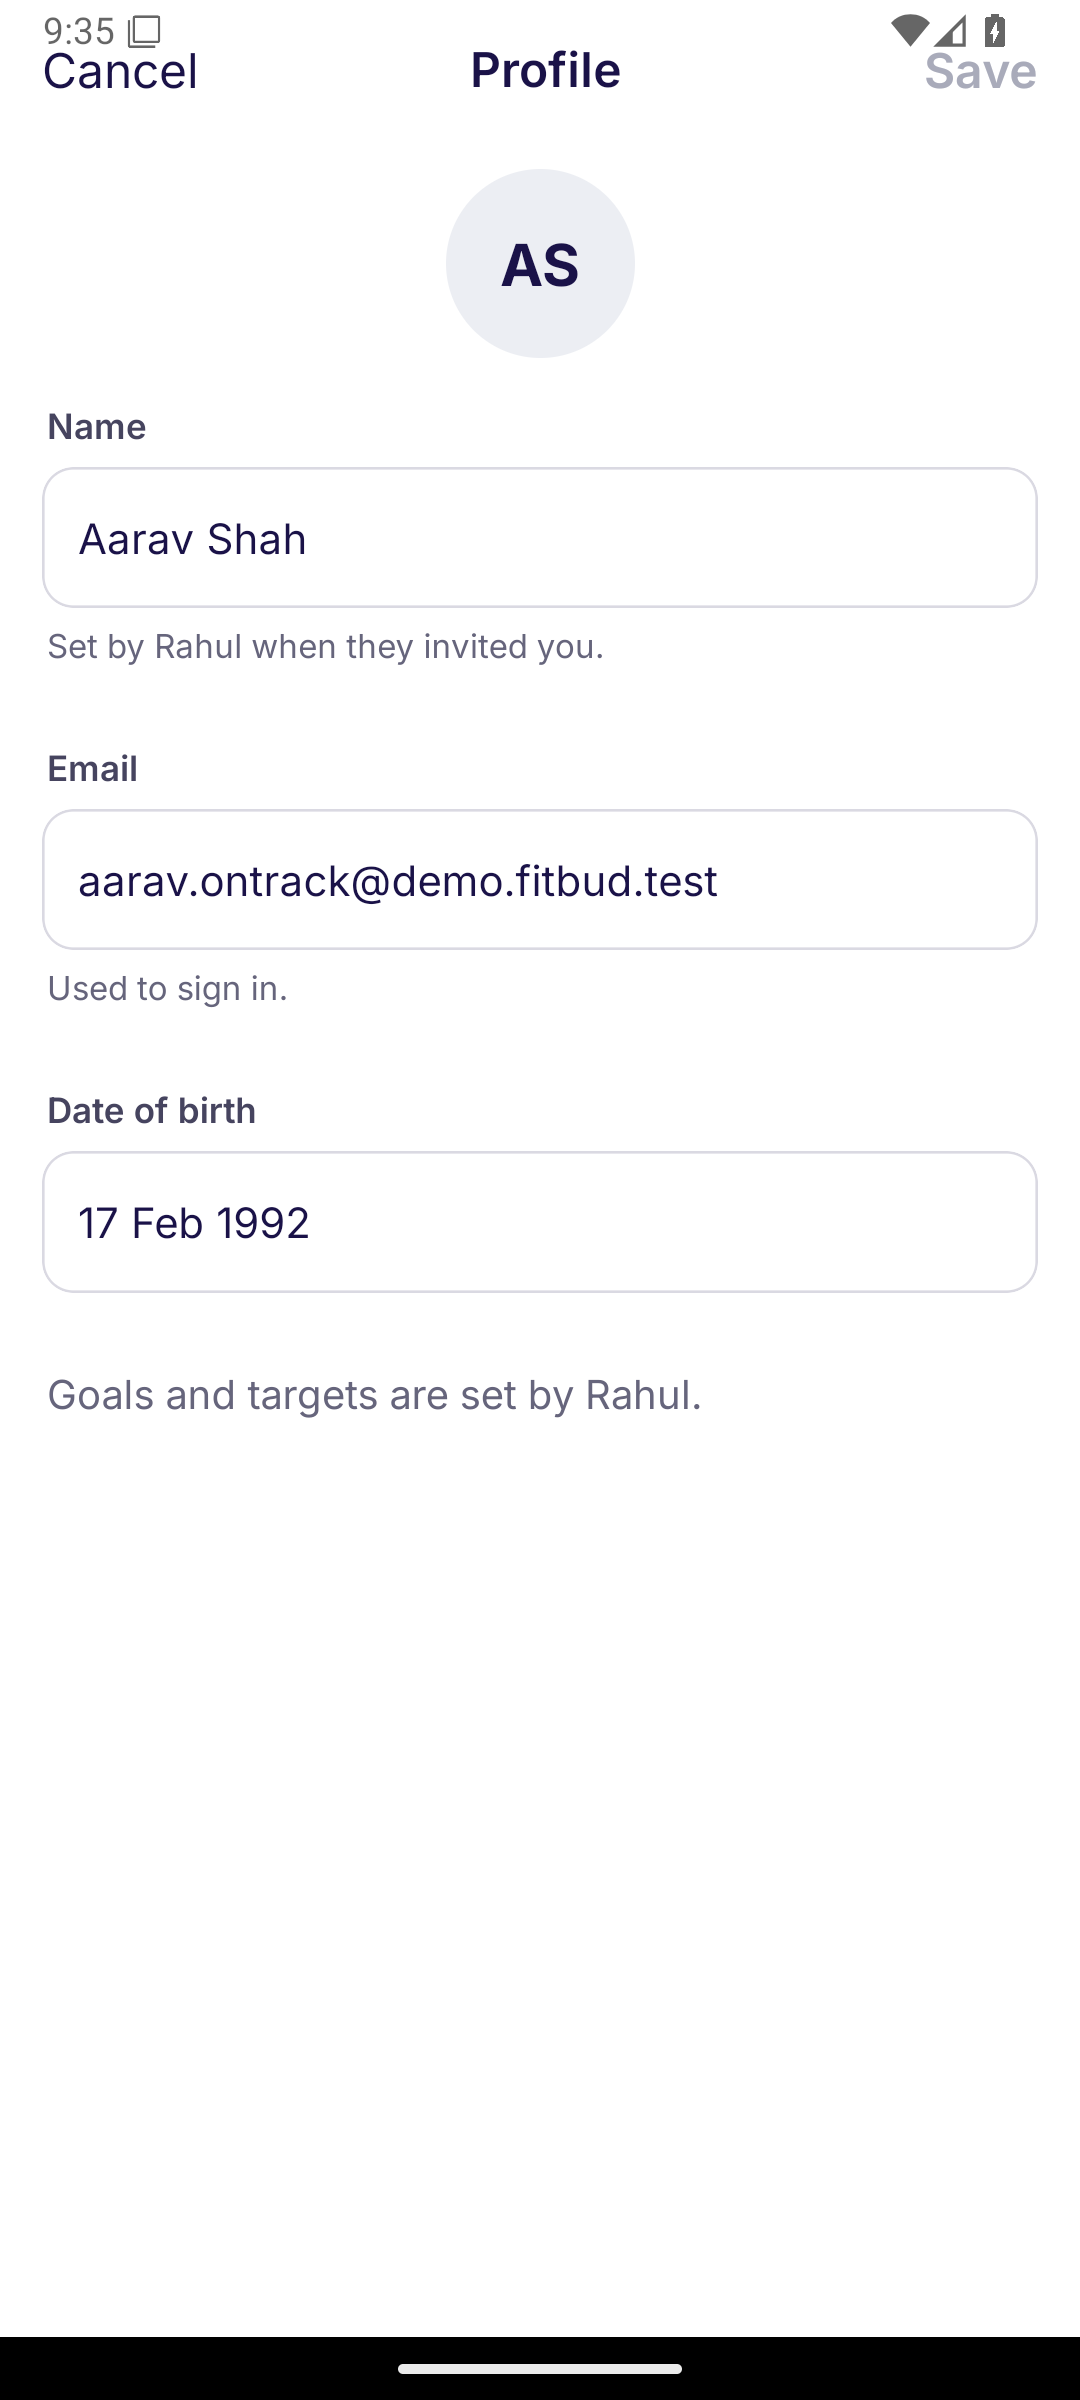 9:35
Cancel Profile Save
AS
Name
Aarav Shah
Set by Rahul when they invited you.
Email
aarav.ontrack@demo.fitbud.test
Used to sign in.
Date of birth
17 Feb 1992
Goals and targets are set by Rahul.